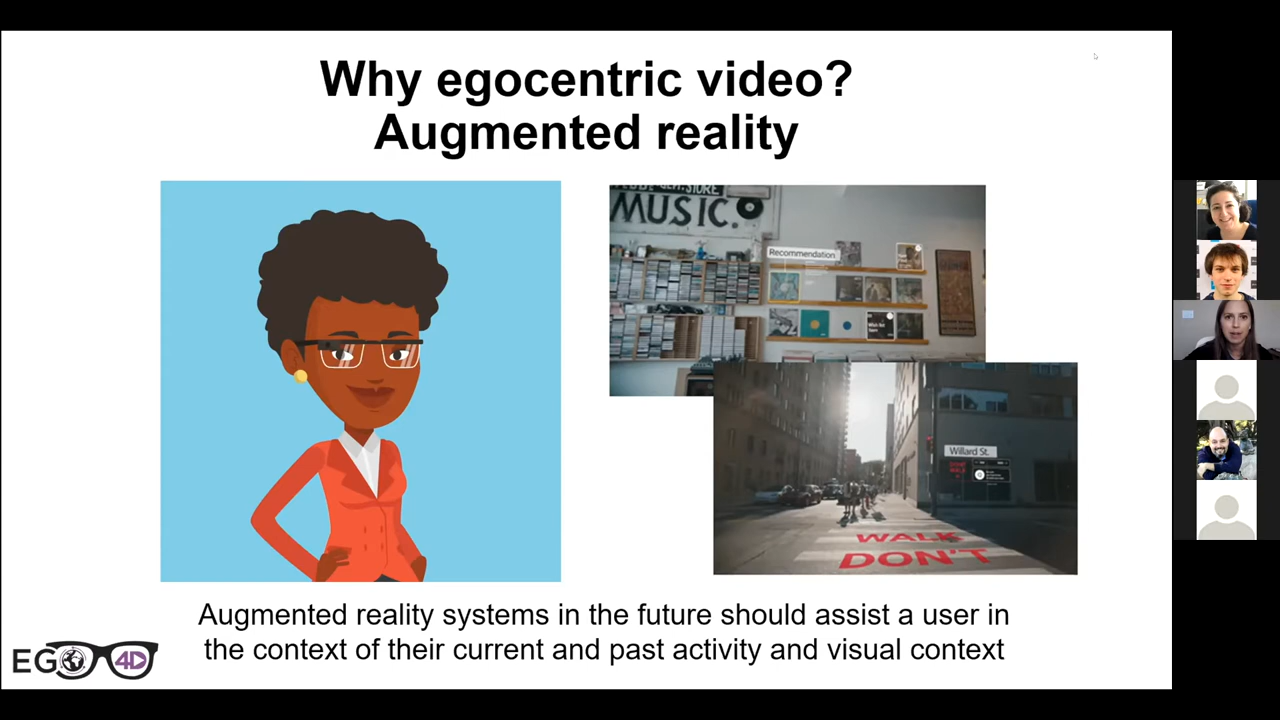 Why egocentric video?
Augmented reality
MUSIC.
Recommendation
Willard St.
WALK
DON'T
Augmented reality systems in the future should assist a user in
the context of their current and past activity and visual context
EGO 4D